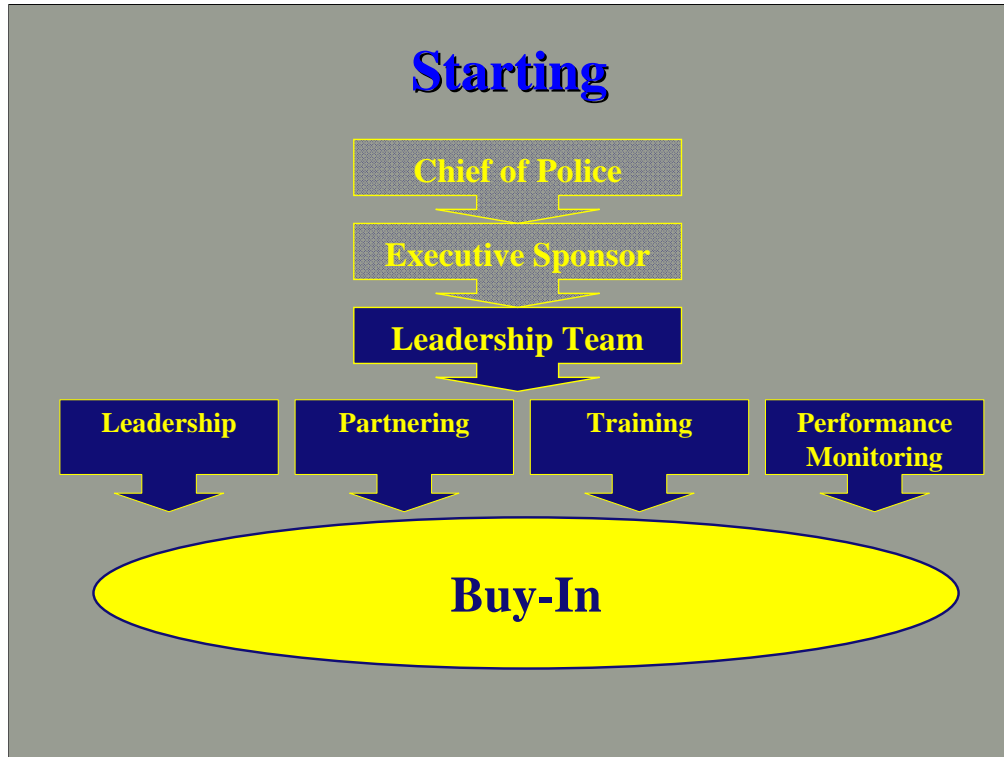 Starting
Chief of Police
Executive Sponsor
Leadership Team
Leadership
Partnering
Training
Performance
Monitoring
Buy-In